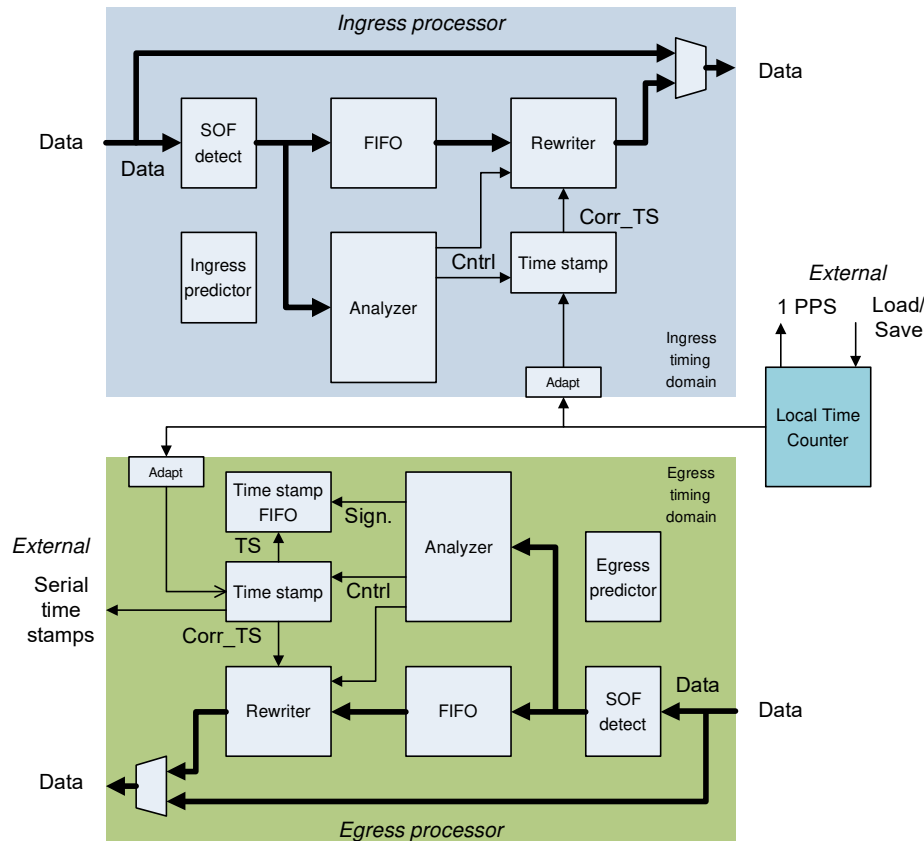 Ingress processor
Data
Data
Data
SOF
detect
FIFO
Rewriter
Corr_TS
Ingress
predictor
Analyzer
Cntrl
Time stamp
External
1 PPS
Load/
Save
Ingress
timing
domain
Adapt
Local Time
Counter
Adapt
Time stamp
FIFO
Sign.
Analyzer
Egress
timing
domain
TS
External
Time stamp
Cntrl
Egress
predictor
Serial
time
stamps
Corr_TS
Rewriter
FIFO
SOF
detect
Data
Data
Data
Egress processor